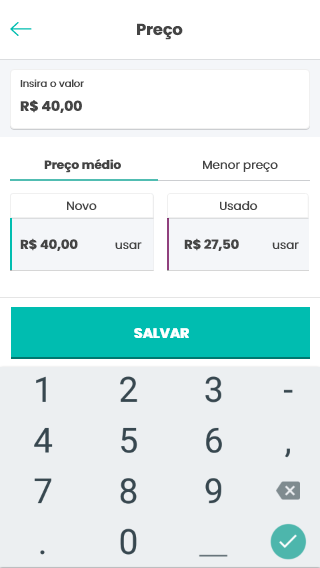 Preço
Insira o valor
R$ 40,00
Preço médio Menor preço
Novo Usado
R$ 40,00 usar R$ 27,50 usar
SALVAR
1 2 3 -
4 5 6 ,
7 8 9
. 0 _